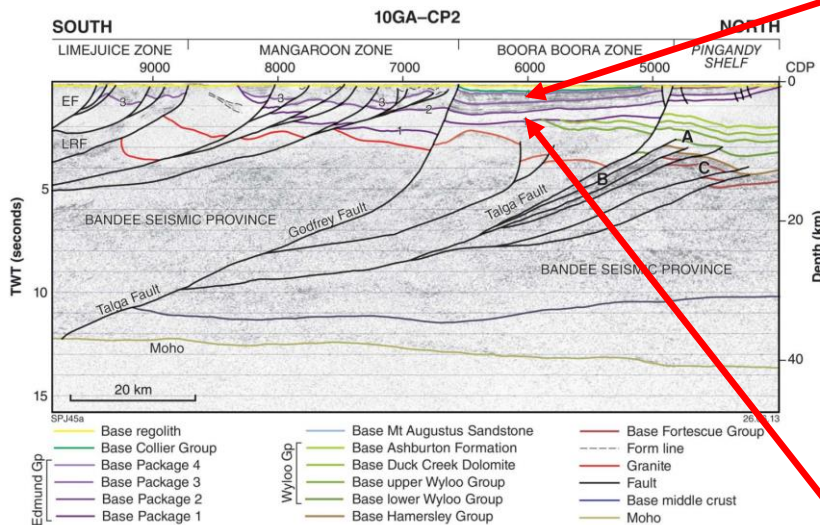 10GA–CP2
SOUTH
NORTH
LIMEJUICE ZONE
MANGAROON ZONE
BOORA BOORA ZONE
PINGANDY
SHELF
9000
8000
7000
6000
5000
CDP
0
EF
3
3
3
2
1
LRF
A
B
C
5
10
15
TWT (seconds)
20
40
Depth (km)
BANDEE SEISMIC PROVINCE
Godfrey Fault
Talga Fault
BANDEE SEISMIC PROVINCE
Talga Fault
Moho
20 km
SPJ45a
Base regolith
Base Collier Group
Edmund Gp
Base Package 4
Base Package 3
Base Package 2
Base Package 1
Base Mt Augustus Sandstone
Wyloo Gp
Base Ashburton Formation
Base Duck Creek Dolomite
Base upper Wyloo Group
Base lower Wyloo Group
Base Hamersley Group
Base Fortescue Group
Form line
Granite
Fault
Base middle crust
Moho